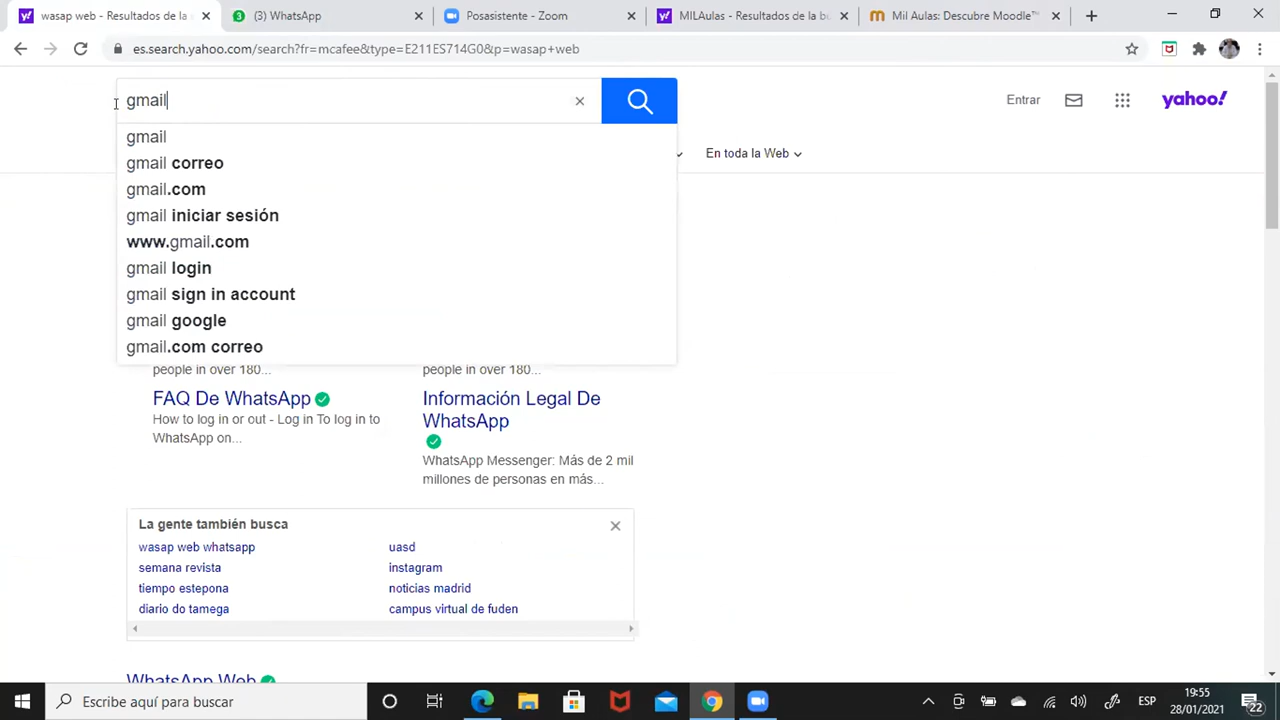 wasap web - Resultados de la
(3) WhatsApp
Posasistente - Zoom
MILAulas - Resultados de la bu
Mil Aulas: Descubre Moodle™
es.search.yahoo.com/search?fr=mcafee&type=E211ES714G0&p=wasap+web
gmail
Entrar
yahoo!
gmail
gmail correo
gmail.com
gmail iniciar sesión
www.gmail.com
gmail login
gmail sign in account
gmail google
gmail.com correo
En toda la Web
people in over 180...
people in over 180...
FAQ De WhatsApp
How to log in or out - Log in To log in to
WhatsApp on...
Información Legal De
WhatsApp
WhatsApp Messenger: Más de 2 mil
millones de personas en más...
La gente también busca
wasap web whatsapp
uasd
semana revista
instagram
tiempo estepona
noticias madrid
diario do tamega
campus virtual de fuden
WhatsApp Web
Escribe aquí para buscar
ESP
19:55
28/01/2021
22